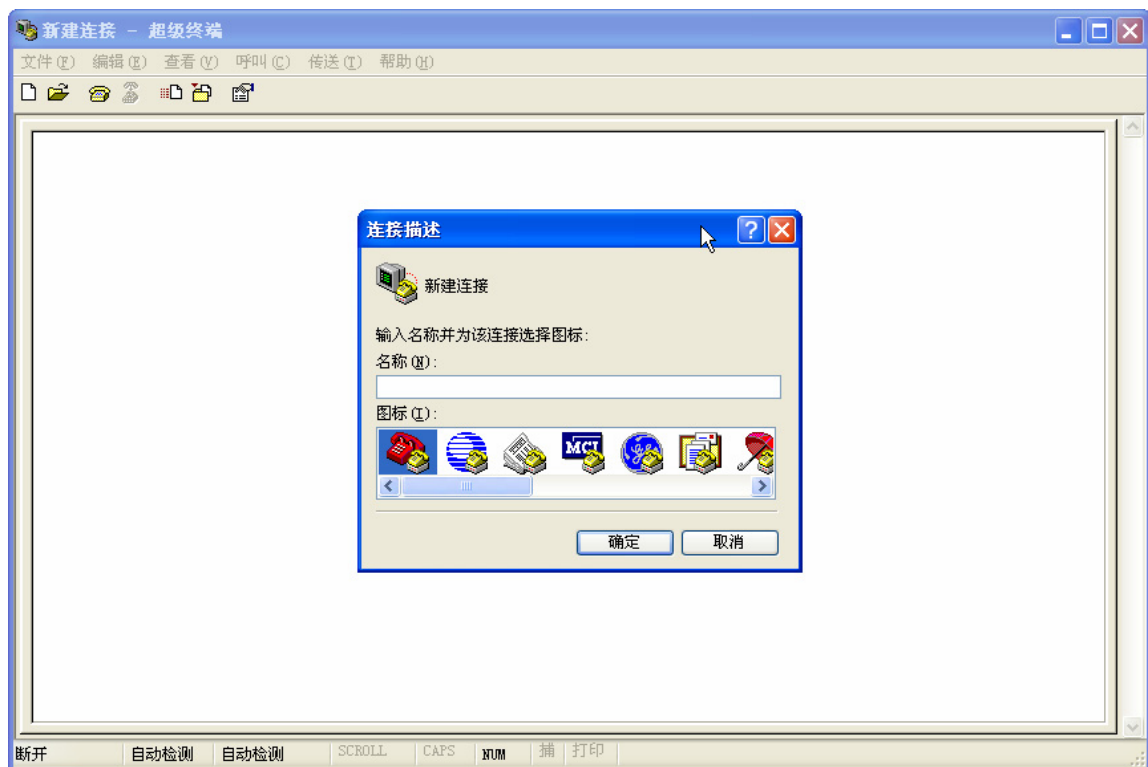 新建连接 - 超级终端
文件(F) 编辑(E) 查看(V) 呼叫(C) 传送(T) 帮助(H)
连接描述
新建连接
输入名称并为该连接选择图标:
名称(N):
图标(I):
MCI
确定 取消
断开 自动检测 自动检测 SCROLL CAPS NUM 捕 打印